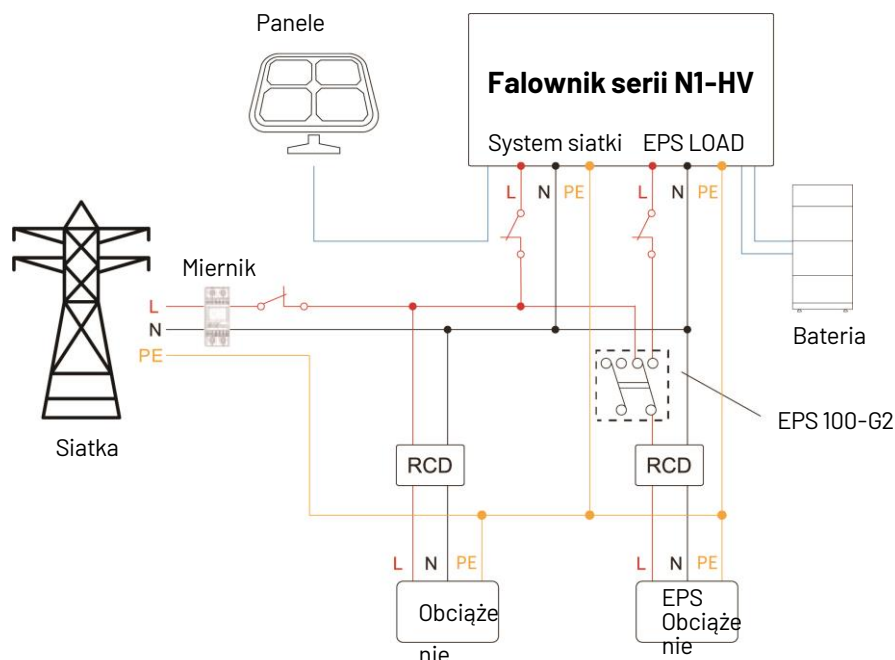 Panele
Falownik serii N1-HV
System siatki EPS LOAD
L N PE L N PE
Miernik
L
N
PE
Siatka
Bateria
EPS 100-G2
RCD RCD
L N PE L N PE
Obciąże
nie
EPS
Obciąże
nie